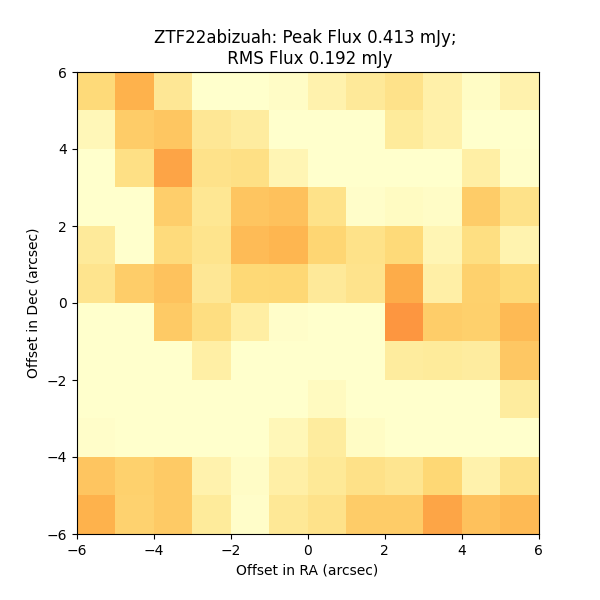 ZTF22abizuah: Peak Flux 0.413 mJy;
RMS Flux 0.192 mJy
6
4
2
0
−2
−4
−6
Offset in Dec (arcsec)
−6 −4 −2 0 2 4 6
Offset in RA (arcsec)